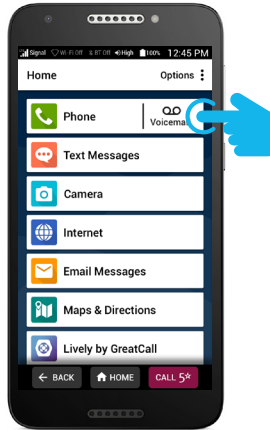 Signal Wi-Fi Off BT Off High 100% 12:45 PM
Home Options
Phone
Voicema
Text Messages
Camera
Internet
Email Messages
Maps & Directions
Lively by GreatCall
BACK HOME CALL 5☆